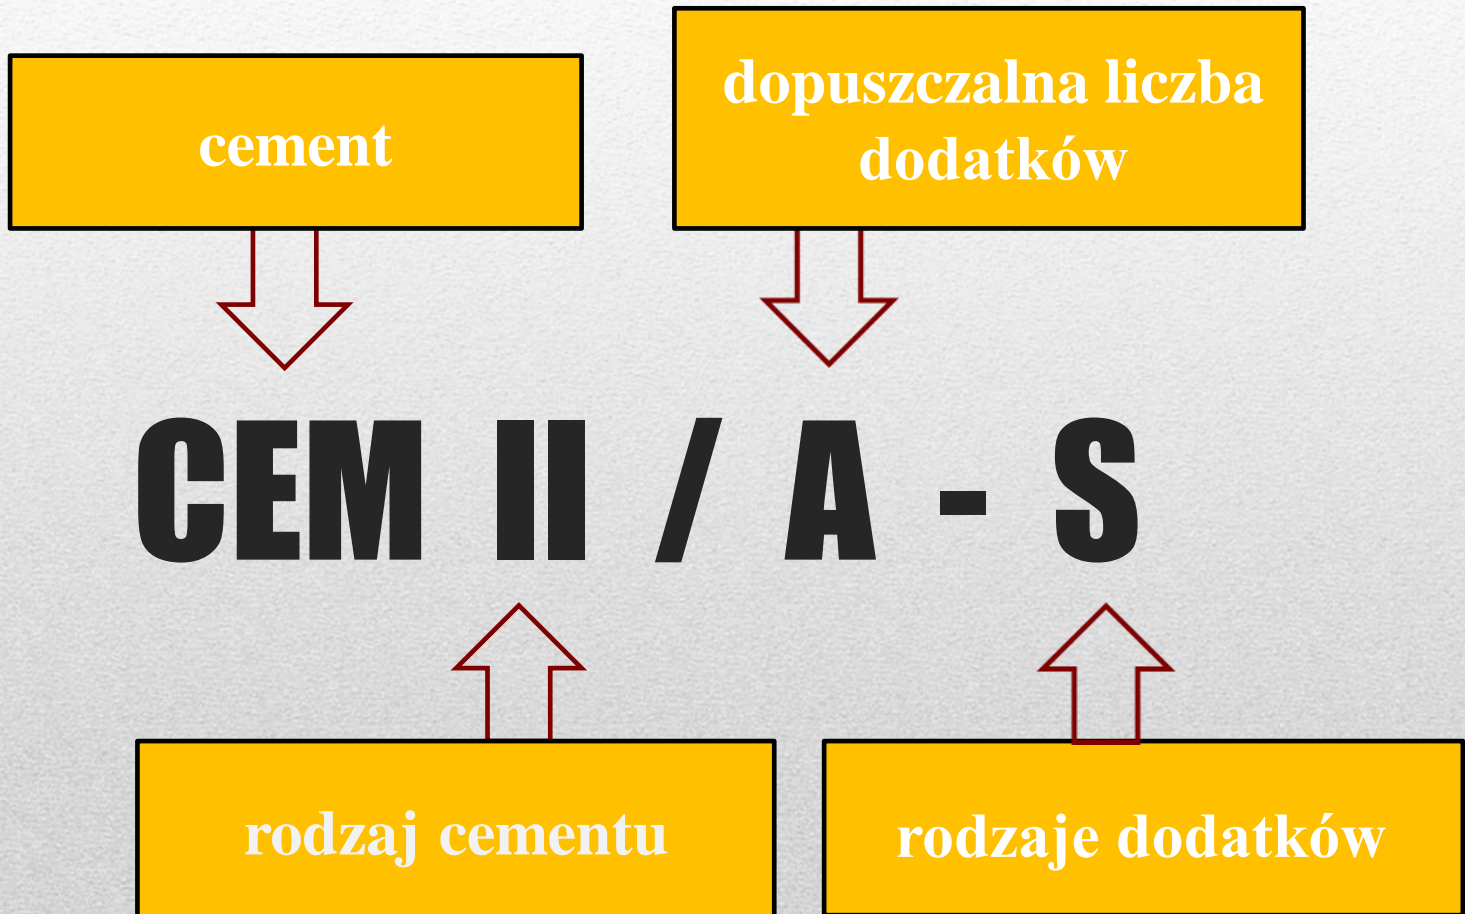 cement
dopuszczalna liczba
dodatków
CEM II / A - S
rodzaj cementu
rodzaje dodatków